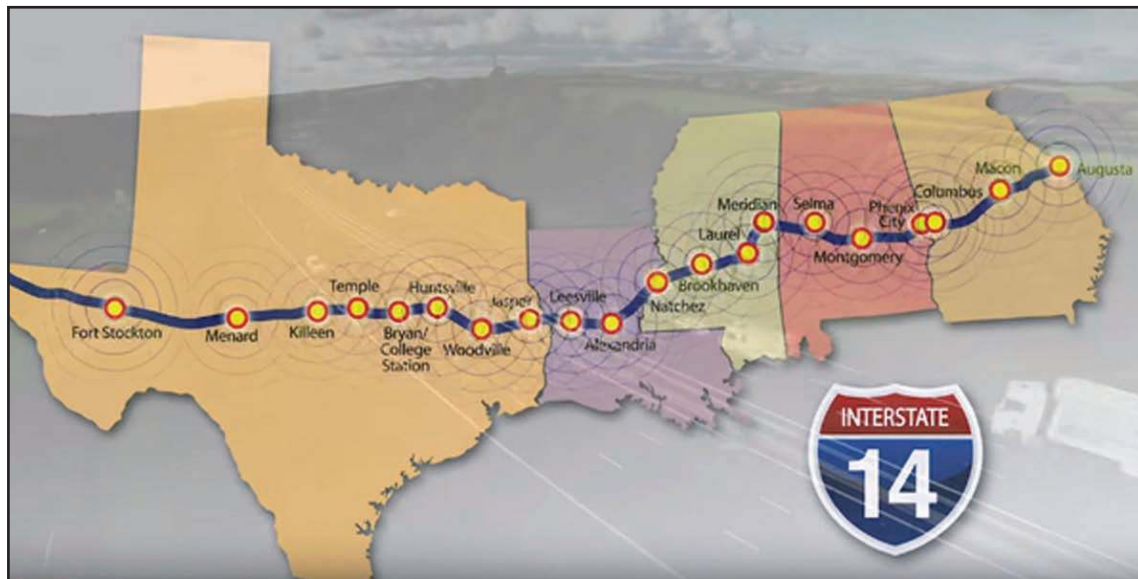 Fort Stockton
Menard
Killeen
Temple
Bryan/
College
Station
Huntsville
Woodville
Jasper
Leesville
Alexandria
Natchez
Brookhaven
Laurel
Meridian
Selma
Montgomery
Phenix
City
Columbus
Macon
Augusta
INTERSTATE
14